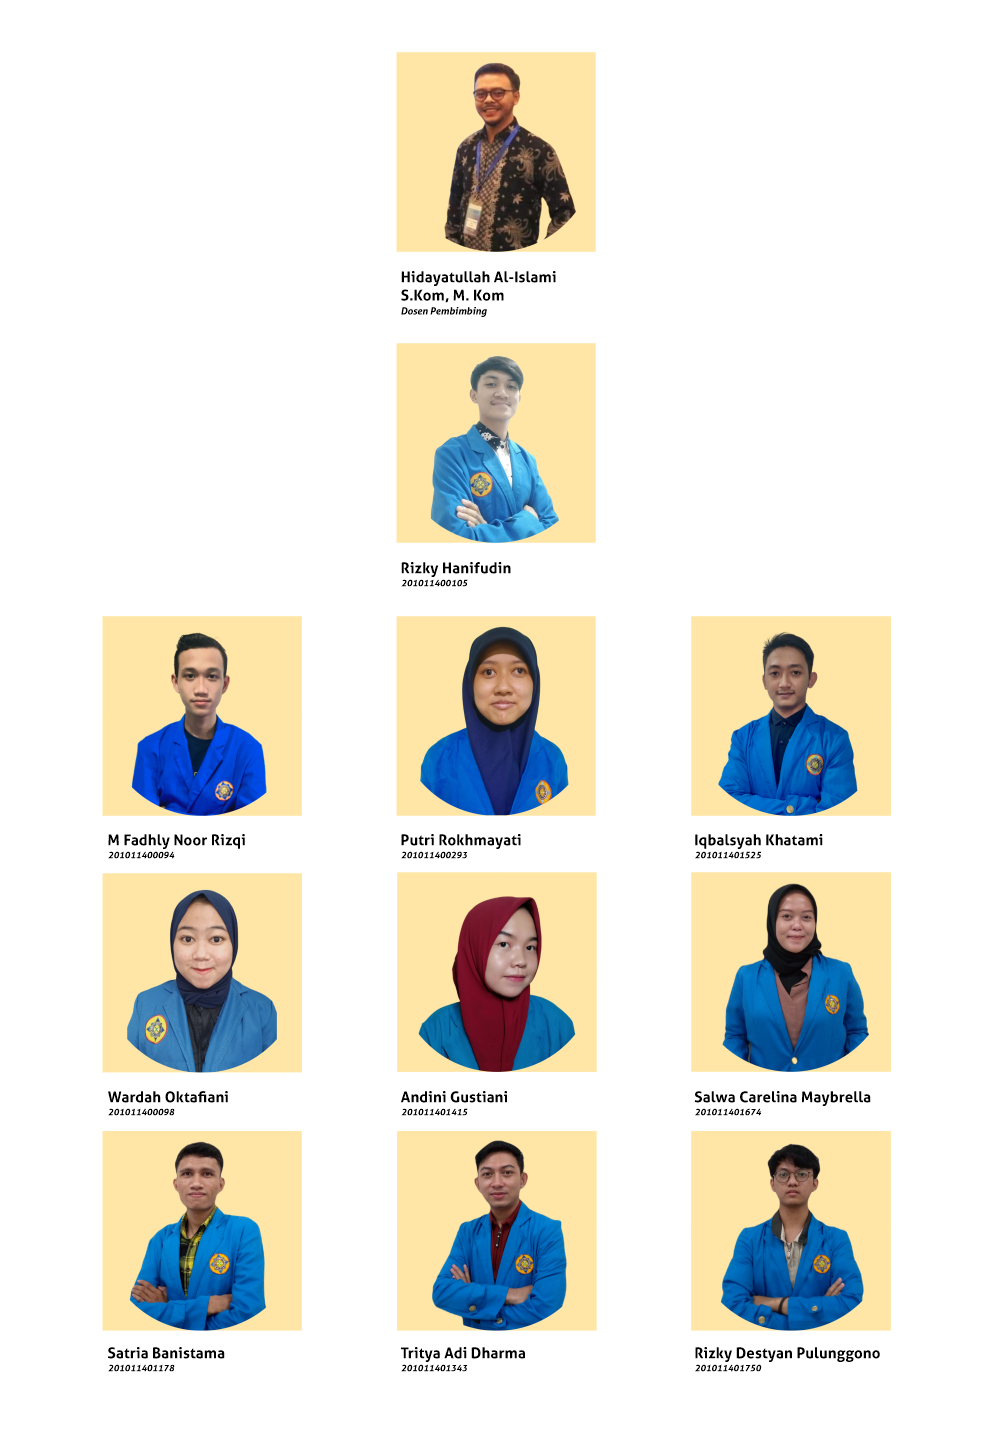 Hidayatullah Al-Islami
S.Kom, M. Kom
Dosen Pembimbing
Rizky Hanifudin
201011400105
M Fadhly Noor Rizqi
201011400094
Putri Rokhmayati
201011400293
Iqbalsyah Khatami
201011401525
Wardah Oktafiani
201011400098
Andini Gustiani
201011401415
Salwa Carelina Maybrella
201011401674
Satria Banistama
201011401178
Tritya Adi Dharma
201011401343
Rizky Destyan Pulunggono
201011401750